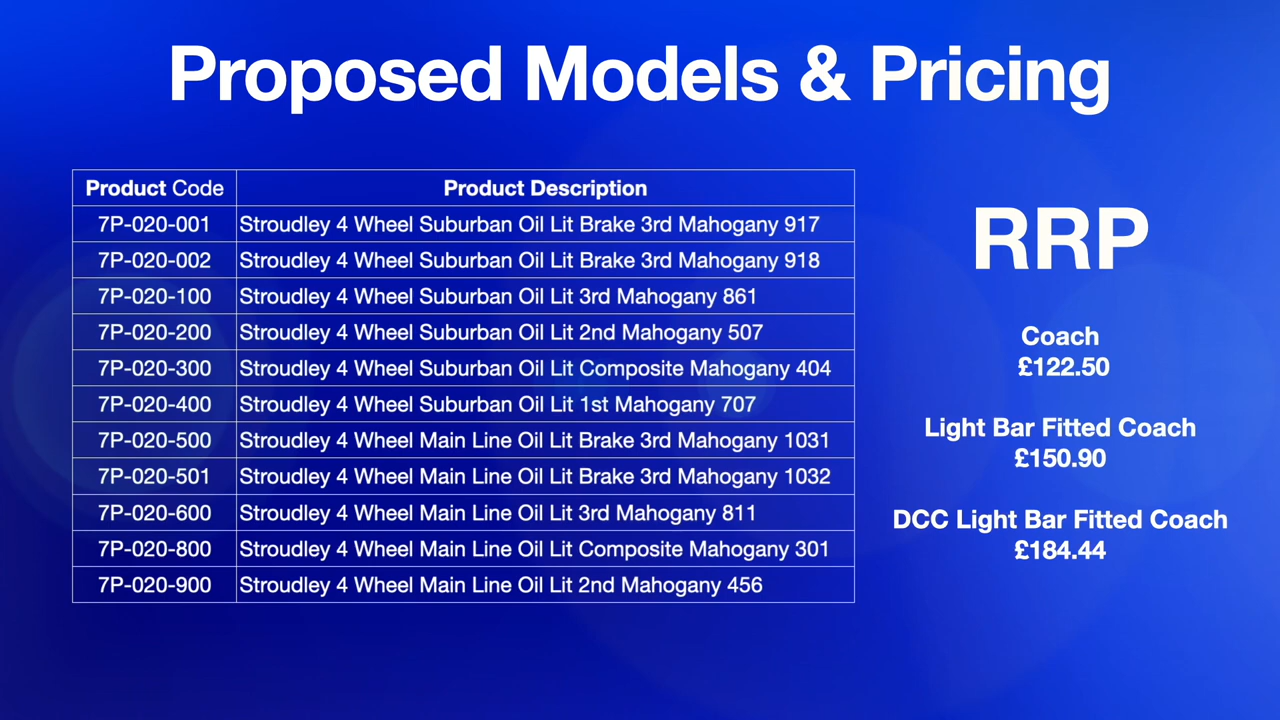 Proposed Models & Pricing
Product Code Product Description
7P-020-001 Stroudley 4 Wheel Suburban Oil Lit Brake 3rd Mahogany 917
7P-020-002 Stroudley 4 Wheel Suburban Oil Lit Brake 3rd Mahogany 918
7P-020-100 Stroudley 4 Wheel Suburban Oil Lit 3rd Mahogany 861
7P-020-200 Stroudley 4 Wheel Suburban Oil Lit 2nd Mahogany 507
7P-020-300 Stroudley 4 Wheel Suburban Oil Lit Composite Mahogany 404
7P-020-400 Stroudley 4 Wheel Suburban Oil Lit 1st Mahogany 707
7P-020-500 Stroudley 4 Wheel Main Line Oil Lit Brake 3rd Mahogany 1031
7P-020-501 Stroudley 4 Wheel Main Line Oil Lit Brake 3rd Mahogany 1032
7P-020-600 Stroudley 4 Wheel Main Line Oil Lit 3rd Mahogany 811
7P-020-800 Stroudley 4 Wheel Main Line Oil Lit Composite Mahogany 301
7P-020-900 Stroudley 4 Wheel Main Line Oil Lit 2nd Mahogany 456
RRP
Coach
£122.50
Light Bar Fitted Coach
£150.90
DCC Light Bar Fitted Coach
£184.44